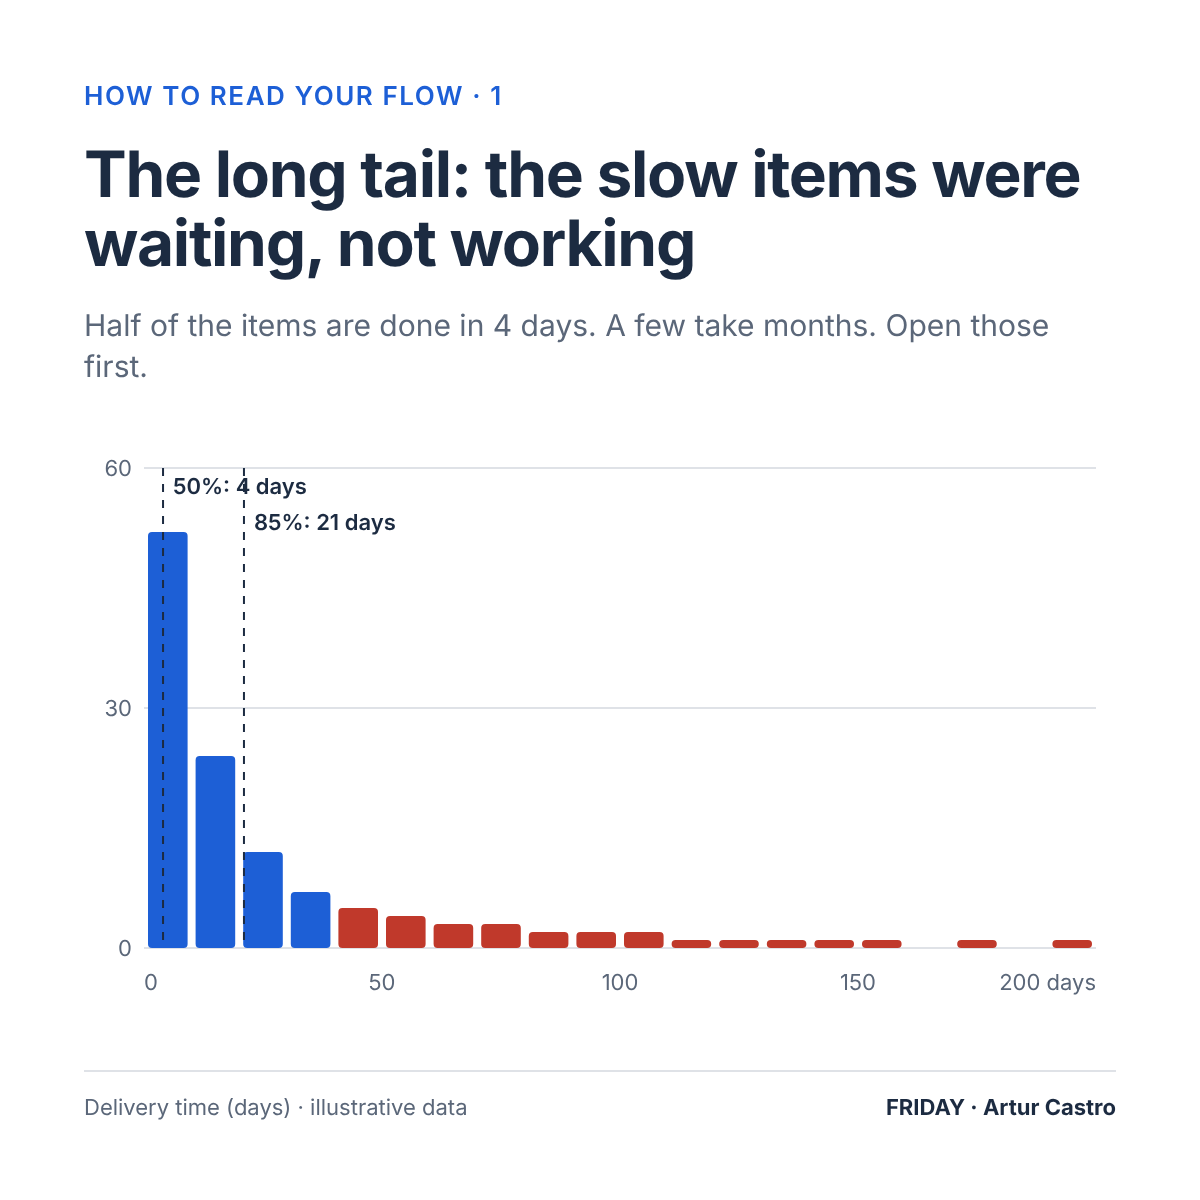 HOW TO READ YOUR FLOW · 1
The long tail: the slow items were
waiting, not working
Half of the items are done in 4 days. A few take months. Open those
first.
60
50%: 4 days
85%: 21 days
30
0
0 50 100 150 200 days
Delivery time (days) · illustrative data
FRIDAY · Artur Castro